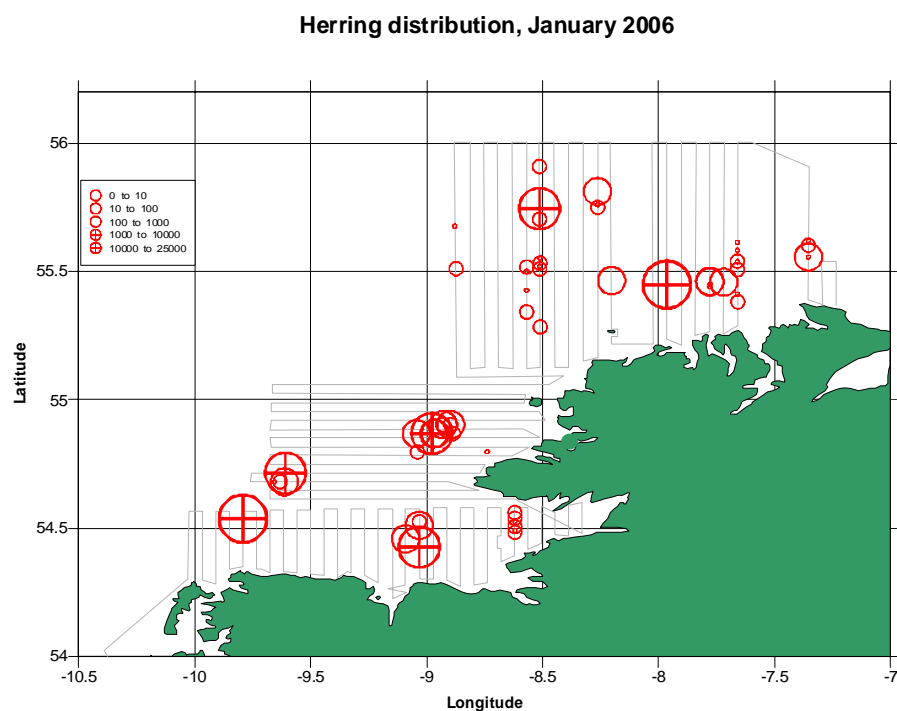 Herring distribution, January 2006
56
0 to 10
10 to 100
100 to 1000
1000 to 10000
10000 to 25000
55.5
Latitude
55
54.5
54
-10.5 -10 -9.5 -9 -8.5 -8 -7.5 -7
Longitude